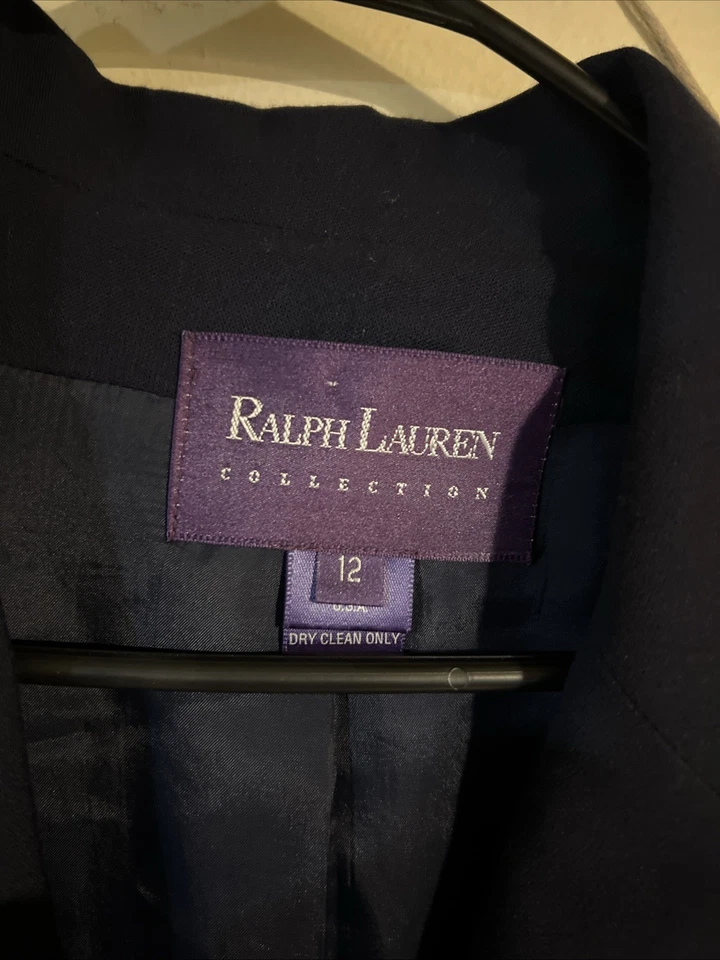 RALPH LAUREN
COLLECTION
12
U.S.A.
DRY CLEAN ONLY